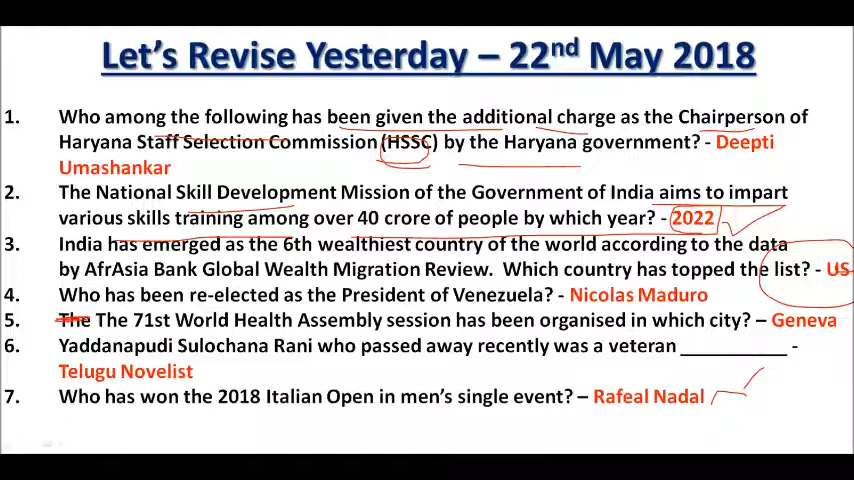 Let's Revise Yesterday – 22nd May 2018
1. Who among the following has been given the additional charge as the Chairperson of
Haryana Staff Selection Commission (HSSC) by the Haryana government? - Deepti
Umashankar
2. The National Skill Development Mission of the Government of India aims to impart
various skills training among over 40 crore of people by which year? - 2022
3. India has emerged as the 6th wealthiest country of the world according to the data
by AfrAsia Bank Global Wealth Migration Review. Which country has topped the list? - US
4. Who has been re-elected as the President of Venezuela? - Nicolas Maduro
5. The The 71st World Health Assembly session has been organised in which city? – Geneva
6. Yaddanapudi Sulochana Rani who passed away recently was a veteran __________ -
Telugu Novelist
7. Who has won the 2018 Italian Open in men's single event? – Rafeal Nadal